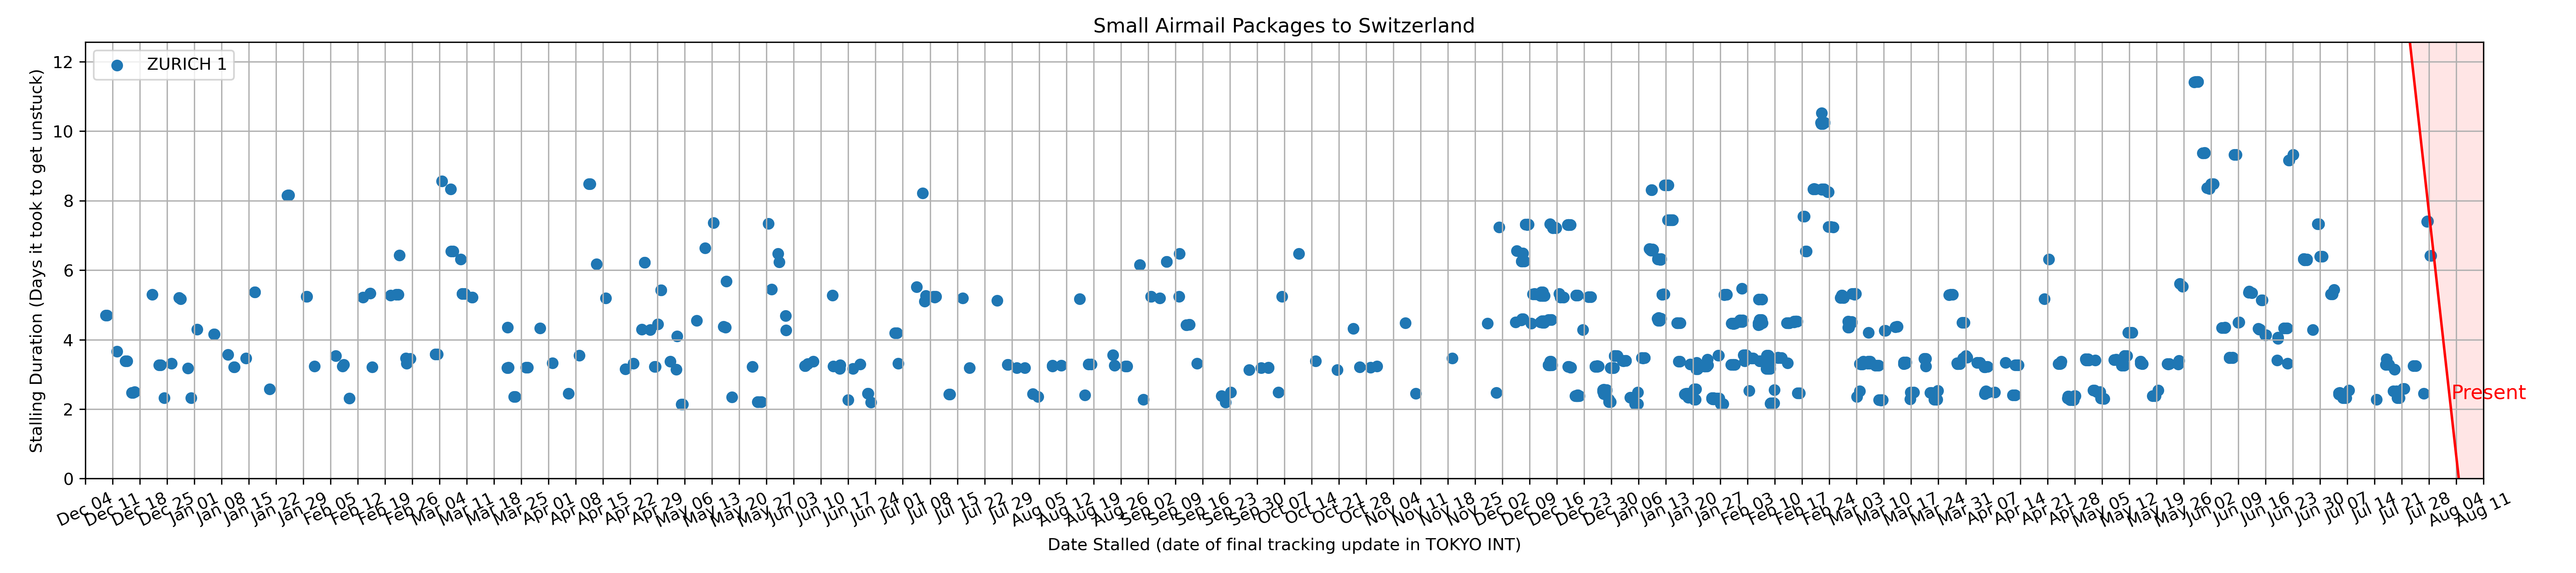 Small Airmail Packages to Switzerland
ZURICH 1
Stalling Duration (Days it took to get unstuck)
12
10
8
6
4
2
0
Present
Dec 04
Dec 11
Dec 18
Dec 25
Jan 01
Jan 08
Jan 15
Jan 22
Jan 29
Feb 05
Feb 12
Feb 19
Feb 26
Mar 04
Mar 11
Mar 18
Mar 25
Apr 01
Apr 08
Apr 15
Apr 22
Apr 29
May 06
May 13
May 20
May 27
Jun 03
Jun 10
Jun 17
Jun 24
Jul 01
Jul 08
Jul 15
Jul 22
Jul 29
Aug 05
Aug 12
Aug 19
Aug 26
Sep 02
Sep 09
Sep 16
Sep 23
Sep 30
Oct 07
Oct 14
Oct 21
Oct 28
Nov 04
Nov 11
Nov 18
Nov 25
Dec 02
Dec 09
Dec 16
Dec 23
Dec 30
Jan 06
Jan 13
Jan 20
Jan 27
Feb 03
Feb 10
Feb 17
Feb 24
Mar 03
Mar 10
Mar 17
Mar 24
Mar 31
Apr 07
Apr 14
Apr 21
Apr 28
May 05
May 12
May 19
May 26
Jun 02
Jun 09
Jun 16
Jun 23
Jun 30
Jul 07
Jul 14
Jul 21
Jul 28
Aug 04
Aug 11
Date Stalled (date of final tracking update in TOKYO INT)